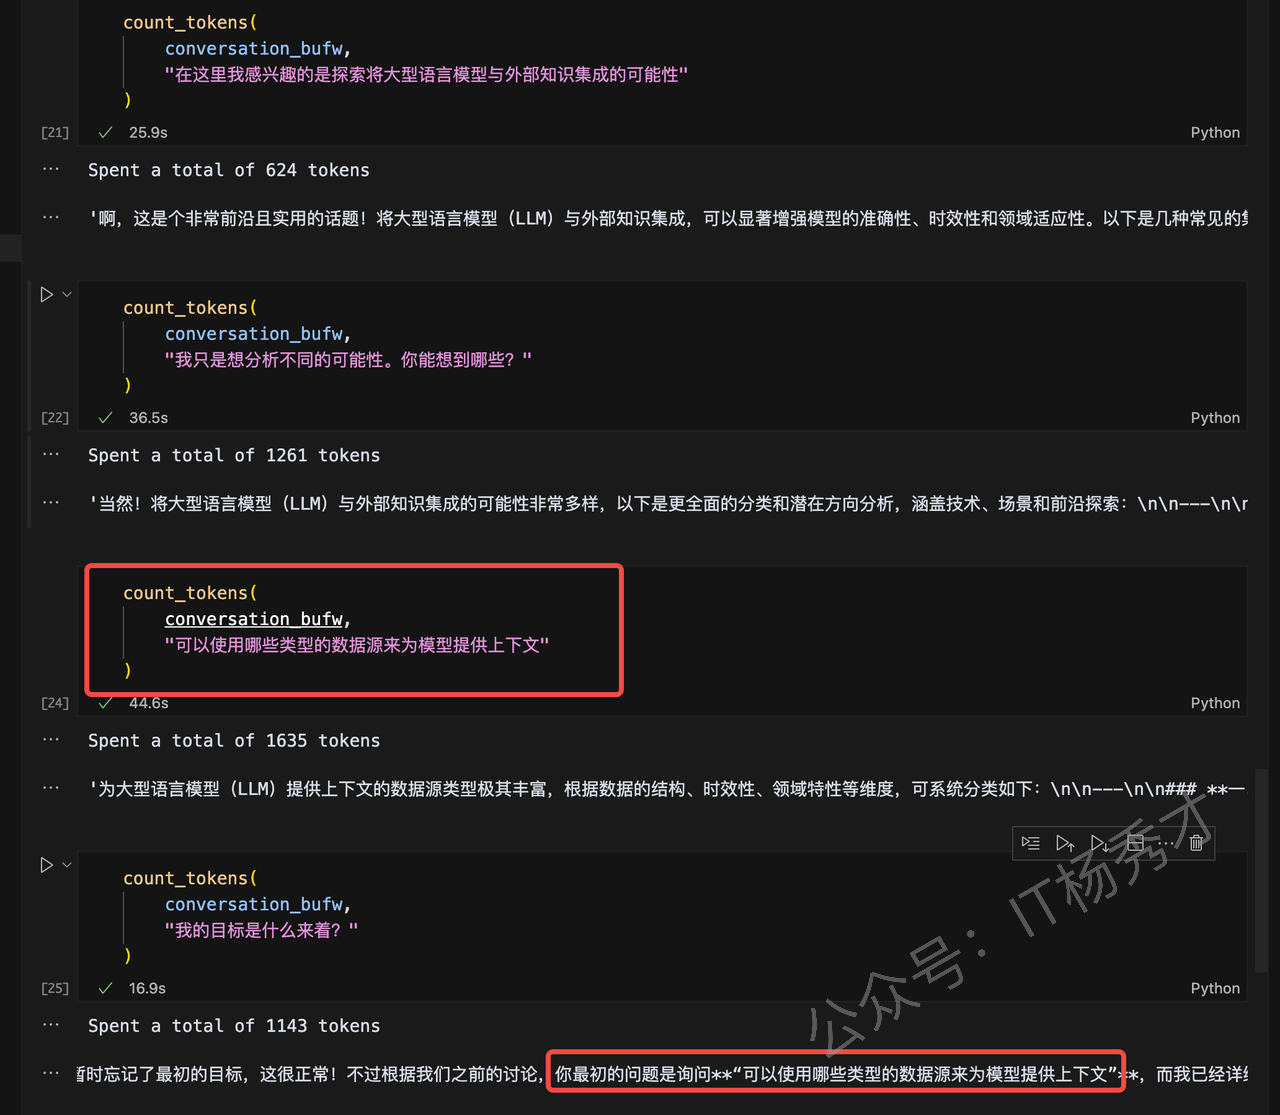 count_tokens(
conversation_bufw,
"在这里我感兴趣的是探索将大型语言模型与外部知识集成的可能性"
)
[21] 25.9s Python
Spent a total of 624 tokens
'啊，这是个非常前沿且实用的话题！将大型语言模型（LLM）与外部知识集成，可以显著增强模型的准确性、时效性和领域适应性。以下是几种常见的
count_tokens(
conversation_bufw,
"我只是想分析不同的可能性。你能想到哪些？"
)
[22] 36.5s Python
Spent a total of 1261 tokens
'当然！将大型语言模型（LLM）与外部知识集成的可能性非常多样，以下是更全面的分类和潜在方向分析，涵盖技术、场景和前沿探索：\n\n---\n\n
count_tokens(
conversation_bufw,
"可以使用哪些类型的数据源来为模型提供上下文"
)
[24] 44.6s Python
Spent a total of 1635 tokens
'为大型语言模型（LLM）提供上下文的数据源类型极其丰富，根据数据的结构、时效性、领域特性等维度，可系统分类如下：\n\n---\n\n### **一
count_tokens(
conversation_bufw,
"我的目标是什么来着？"
)
[25] 16.9s Python
Spent a total of 1143 tokens
暂时忘记了最初的目标，这很正常！不过根据我们之前的讨论，你最初的问题是询问**“可以使用哪些类型的数据源来为模型提供上下文”**，而我已经详
公众号：IT杨秀才